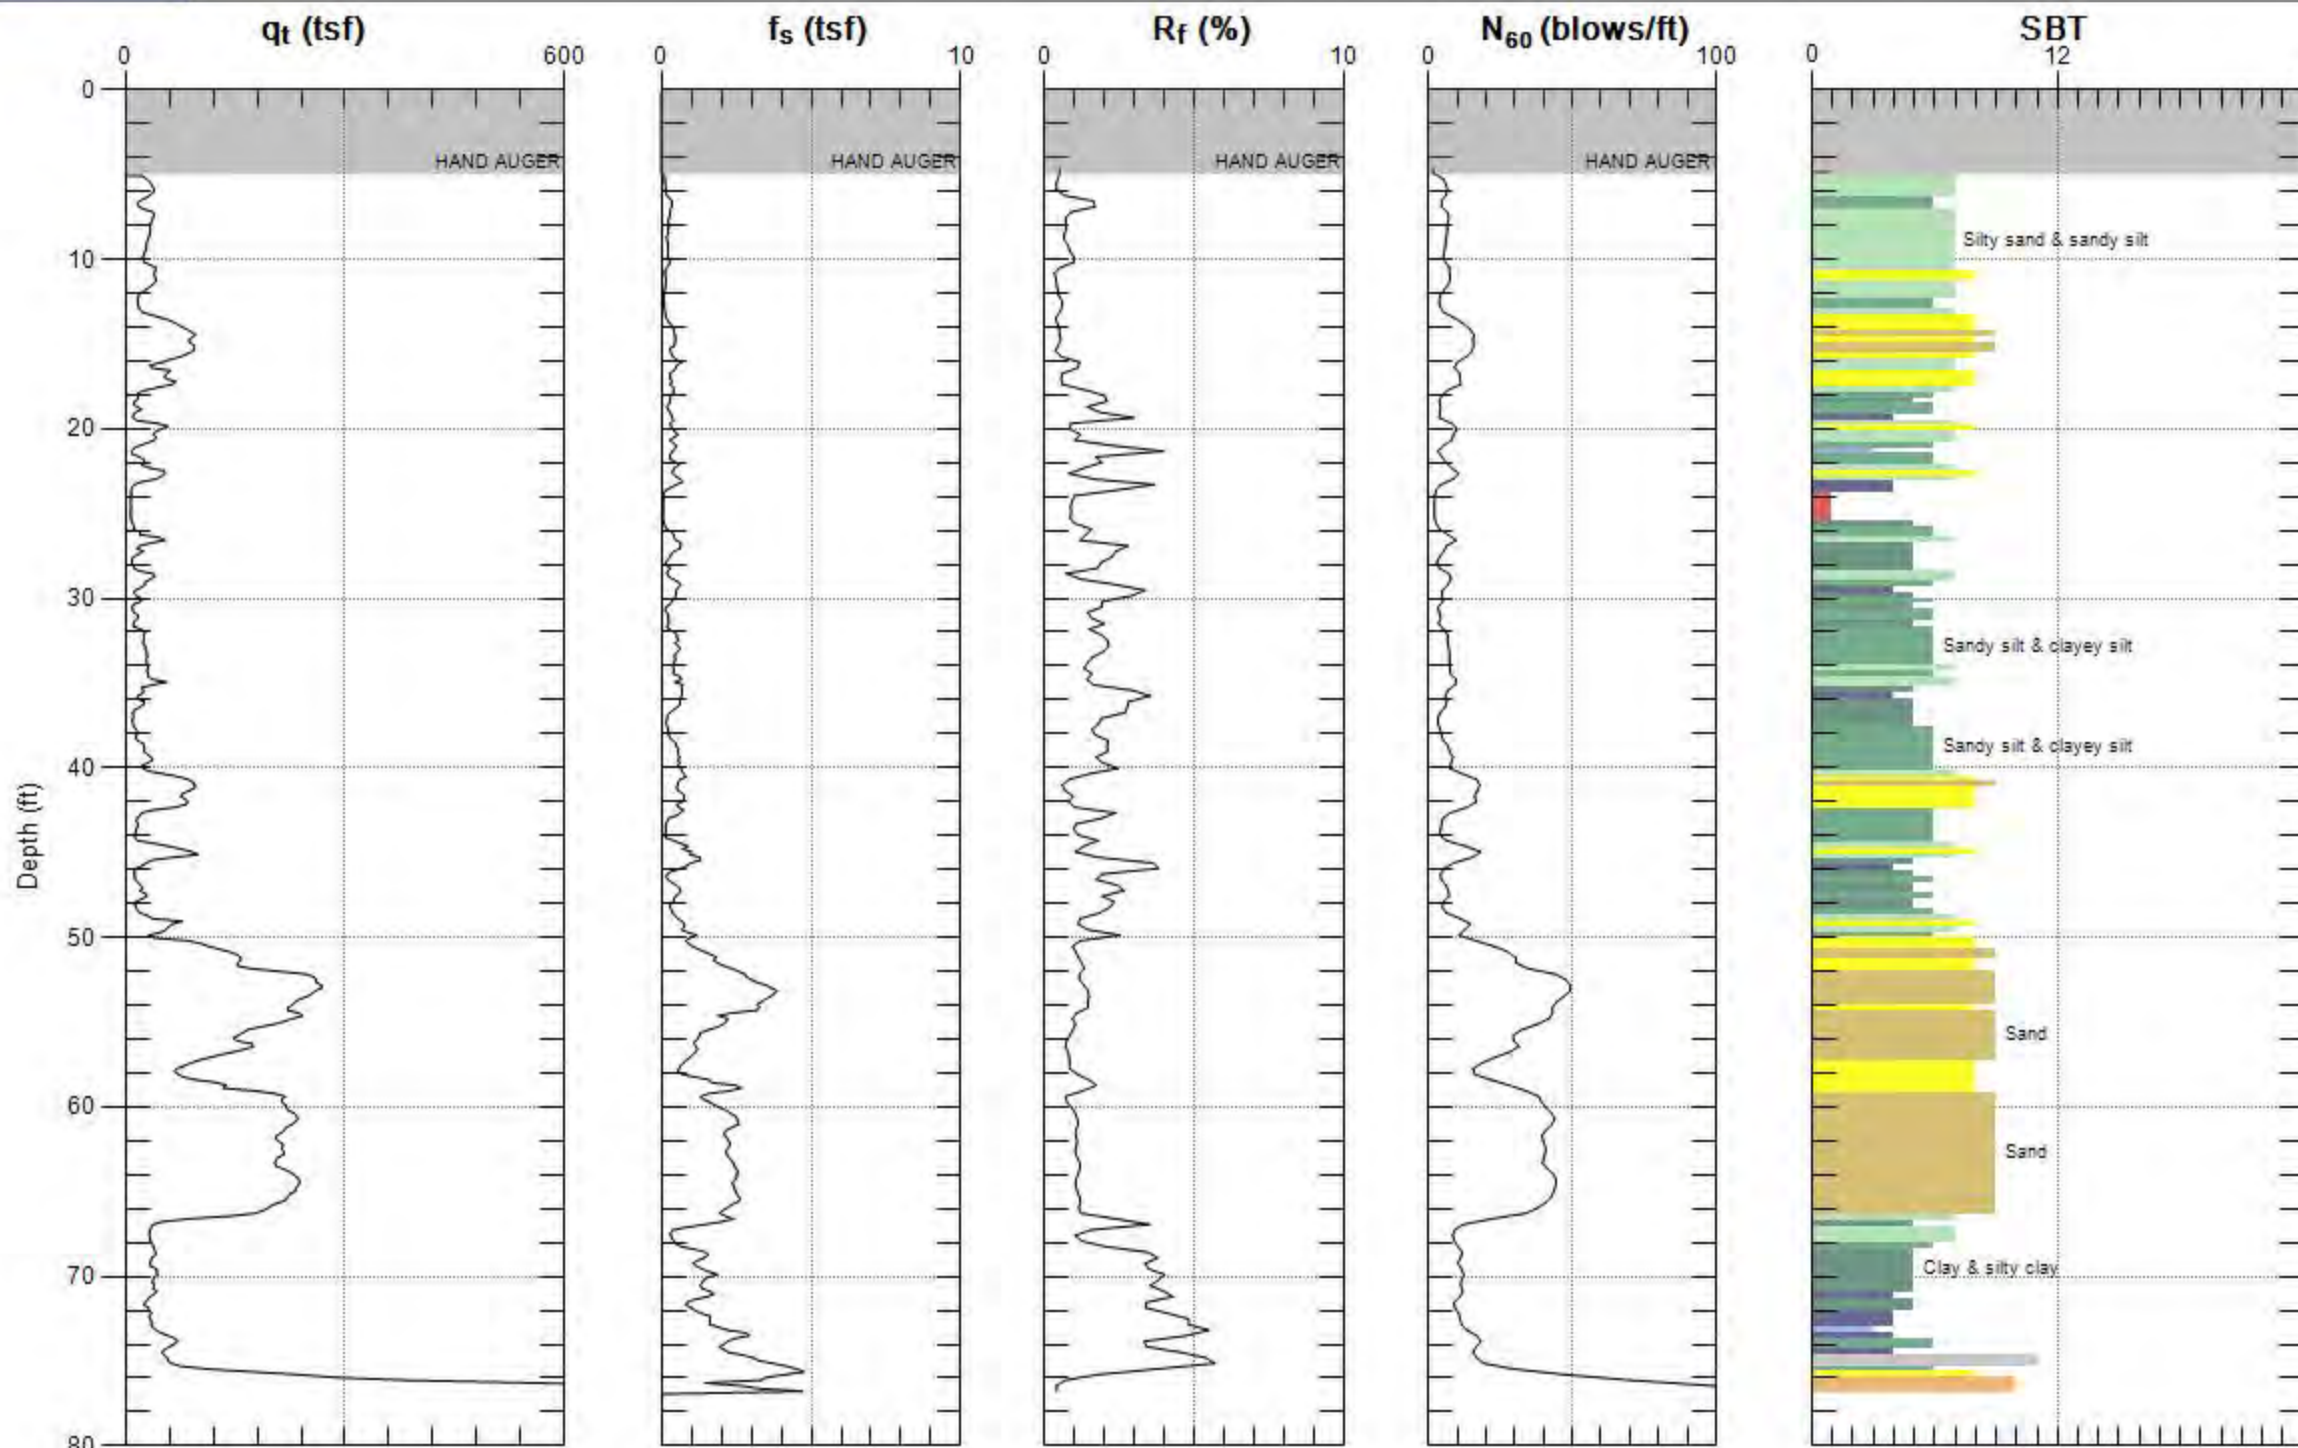 qt (tsf) fs (tsf) Rf (%) N60 (blows/ft) SBT
0 600 0 10 0 10 0 100 0 12
0
HAND AUGER HAND AUGER HAND AUGER HAND AUGER
Silty sand & sandy silt
10
20
30
Sandy silt & clayey silt
Sandy silt & clayey silt
40
Depth (ft)
50
Sand
60
Sand
Clay & silty clay
70
80